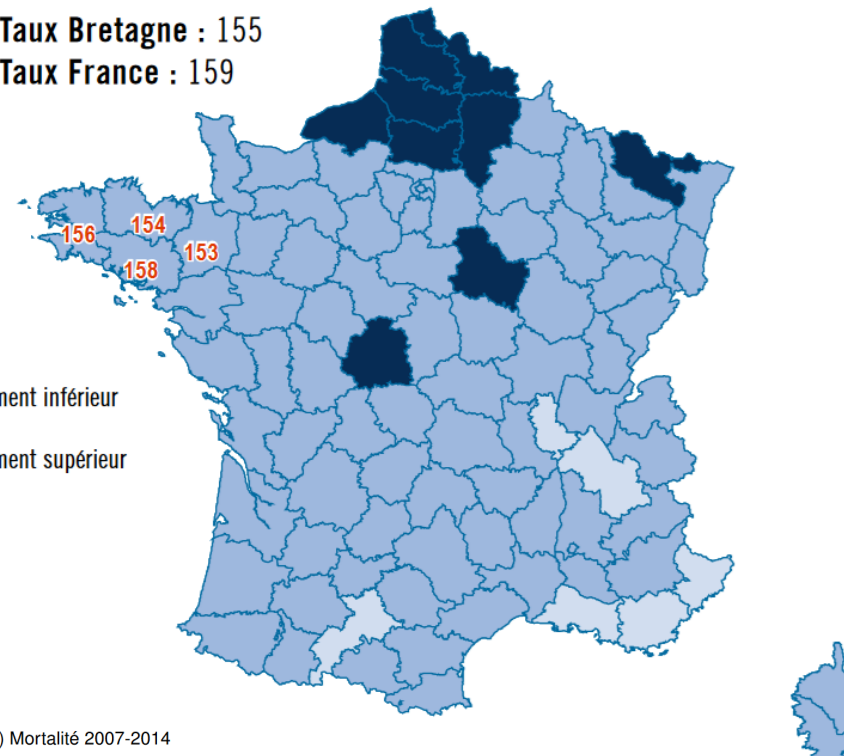 Taux Bretagne : 155
Taux France : 159
154
156
153
158
ment inférieur
ment supérieur
) Mortalité 2007-2014